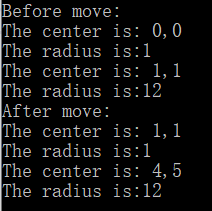 Before move:
The center is: 0,0
The radius is:1
The center is: 1,1
The radius is:12
After move:
The center is: 1,1
The radius is:1
The center is: 4,5
The radius is:12